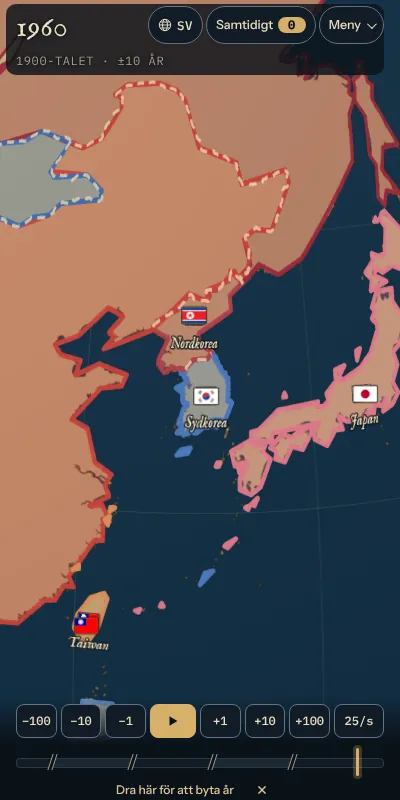 1960
SV
Samtidigt 0
Meny
1900-TALET · ±10 ÅR
Nordkorea
Sydkorea
Japan
Taiwan
−100
−10
−1
+1
+10
+100
25/s
Dra här för att byta år ×